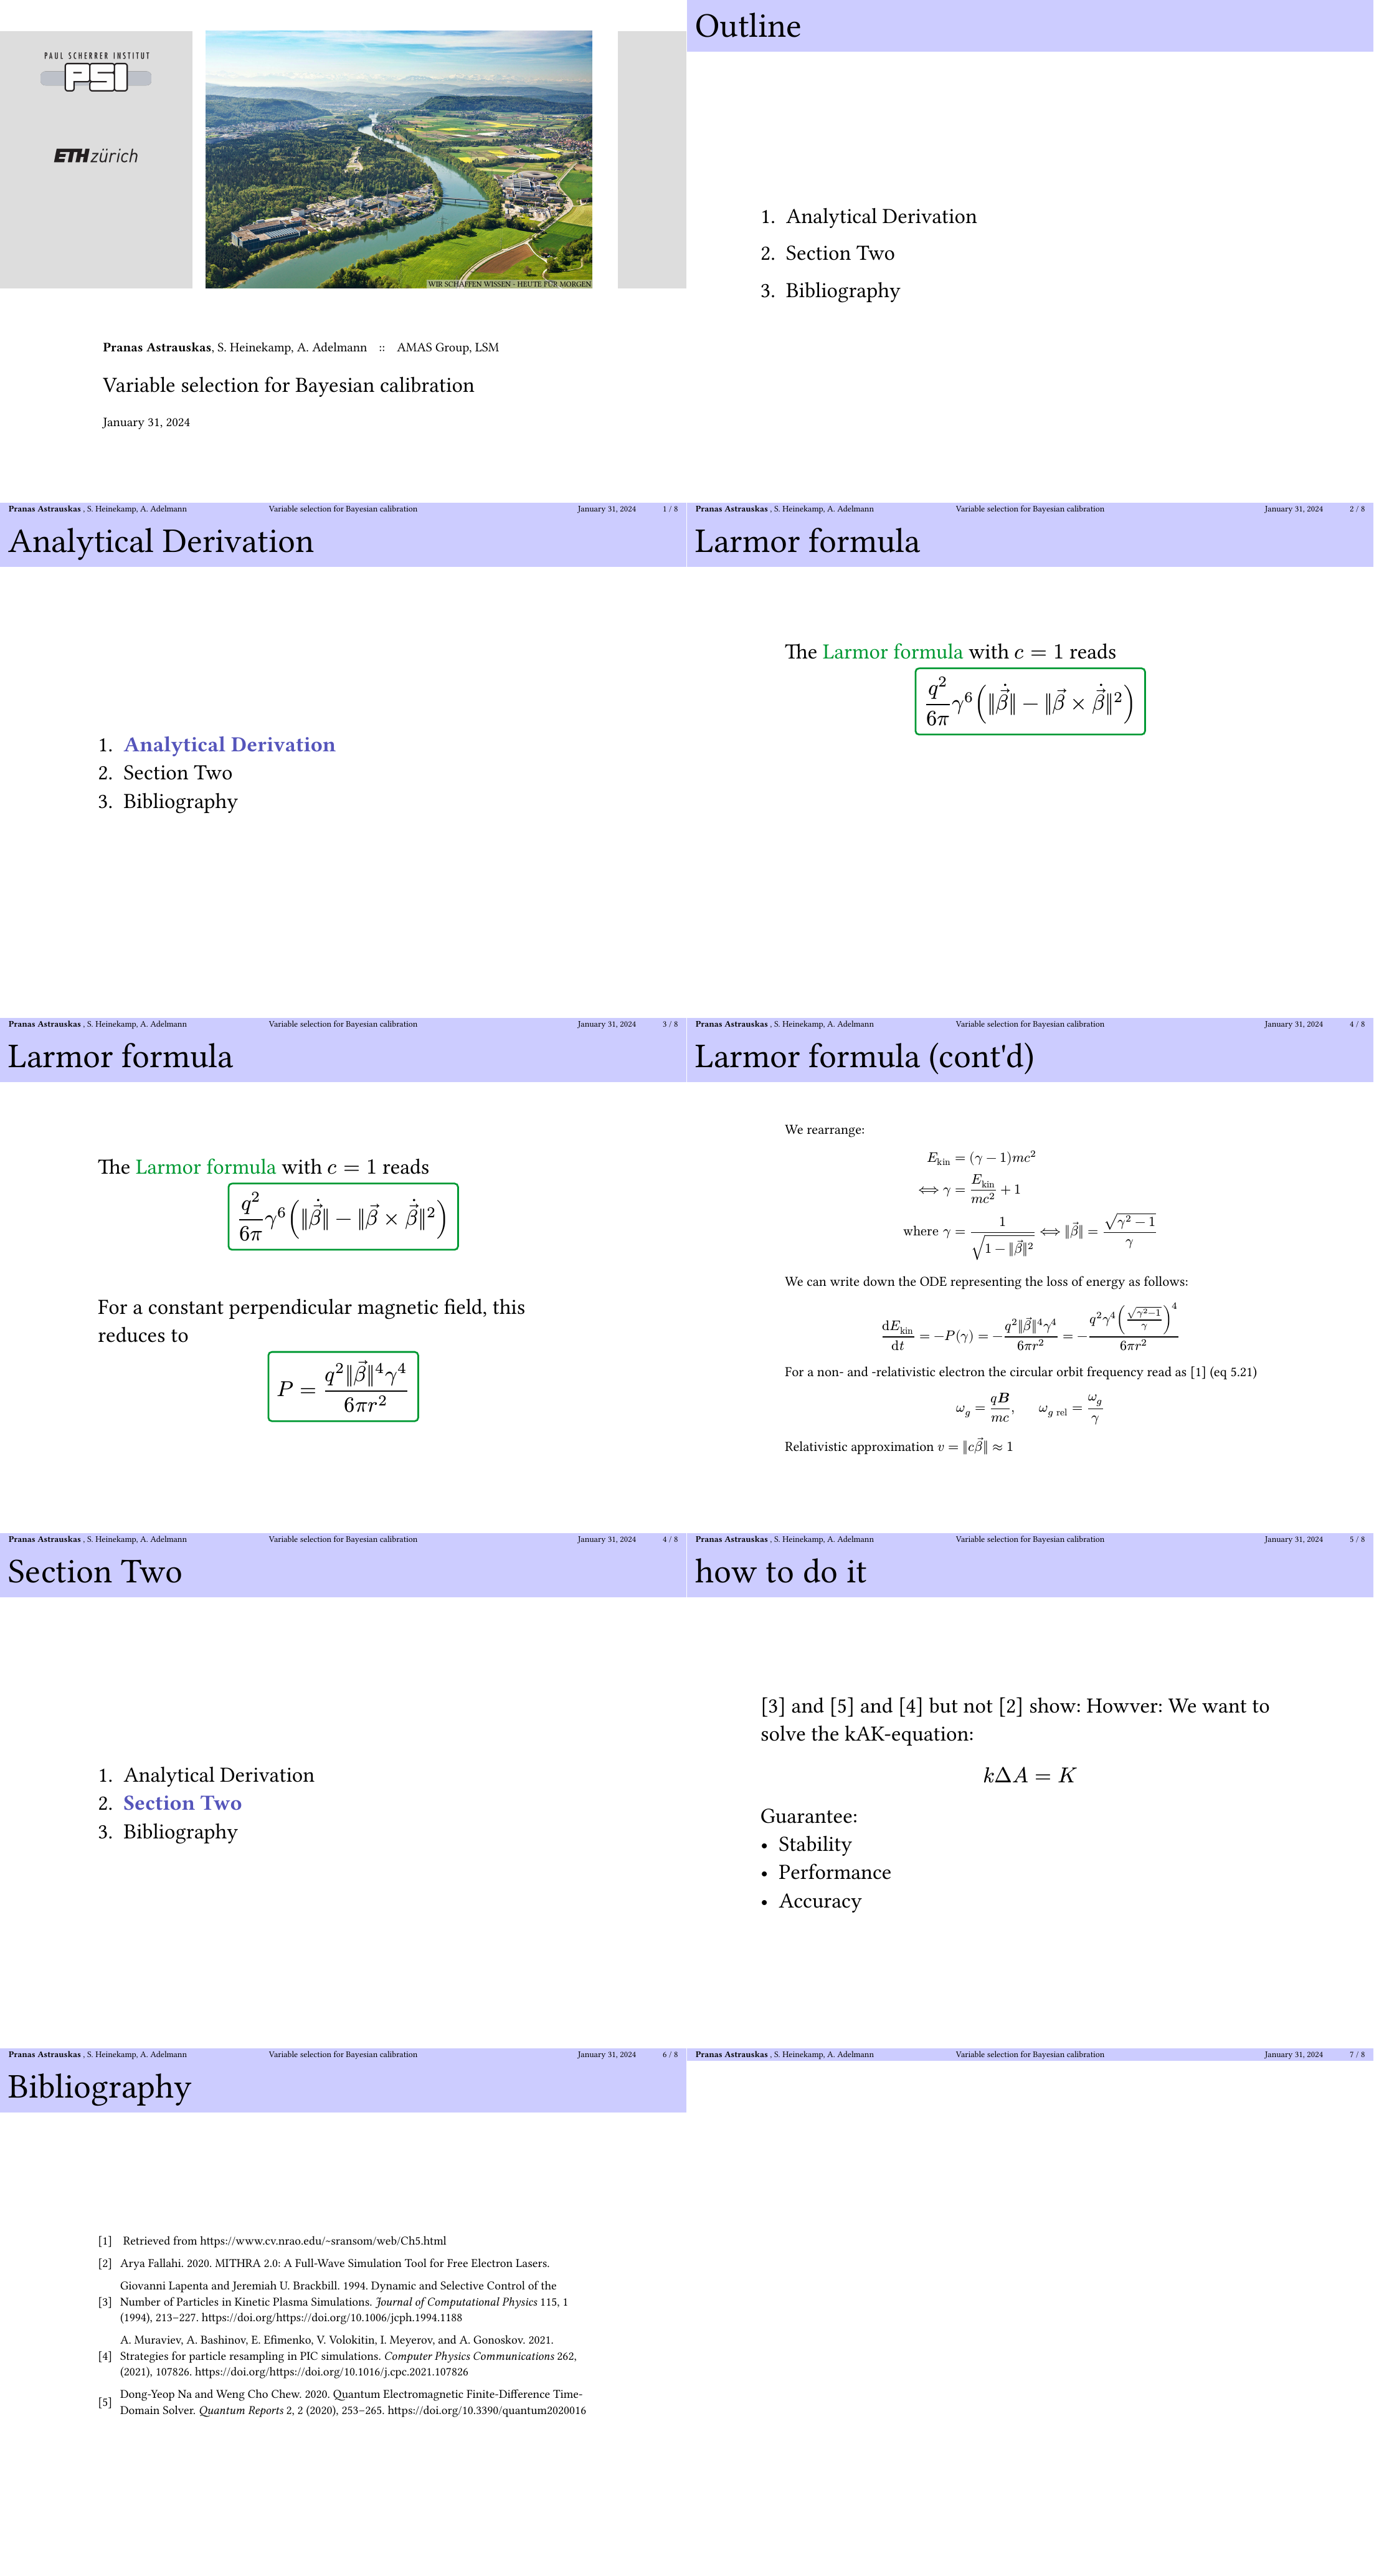 PAUL SCHERRER INSTITUT
PSI
ETH zürich
WIR SCHAFFEN WISSEN - HEUTE FÜR MORGEN
Pranas Astrauskas, S. Heinekamp, A. Adelmann :: AMAS Group, LSM
Variable selection for Bayesian calibration
January 31, 2024
Pranas Astrauskas , S. Heinekamp, A. Adelmann Variable selection for Bayesian calibration January 31, 2024 1 / 8
Outline
1. Analytical Derivation
2. Section Two
3. Bibliography
Pranas Astrauskas , S. Heinekamp, A. Adelmann Variable selection for Bayesian calibration January 31, 2024 2 / 8
Analytical Derivation
1. Analytical Derivation
2. Section Two
3. Bibliography
Pranas Astrauskas , S. Heinekamp, A. Adelmann Variable selection for Bayesian calibration January 31, 2024 3 / 8
Larmor formula
The Larmor formula with c = 1 reads
\frac{q^2}{6\pi} \gamma^6 ( \|\dot{\vec{\beta}}\| - \|\vec{\beta} \times \dot{\vec{\beta}}\|^2 )
Pranas Astrauskas , S. Heinekamp, A. Adelmann Variable selection for Bayesian calibration January 31, 2024 4 / 8
Larmor formula
The Larmor formula with c = 1 reads
\frac{q^2}{6\pi} \gamma^6 ( \|\dot{\vec{\beta}}\| - \|\vec{\beta} \times \dot{\vec{\beta}}\|^2 )
For a constant perpendicular magnetic field, this
reduces to
P = \frac{q^2 \|\vec{\beta}\|^4 \gamma^4}{6\pi r^2}
Pranas Astrauskas , S. Heinekamp, A. Adelmann Variable selection for Bayesian calibration January 31, 2024 4 / 8
Larmor formula (cont'd)
We rearrange:
E_{kin} = (\gamma - 1)mc^2
⟺ \gamma = \frac{E_{kin}}{mc^2} + 1
where \gamma = \frac{1}{\sqrt{1 - \|\vec{\beta}\|^2}} ⟺ \|\vec{\beta}\| = \frac{\sqrt{\gamma^2 - 1}}{\gamma}
We can write down the ODE representing the loss of energy as follows:
\frac{dE_{kin}}{dt} = -P(\gamma) = -\frac{q^2 \|\vec{\beta}\|^4 \gamma^4}{6\pi r^2} = -\frac{q^2 \gamma^4 ( \frac{\sqrt{\gamma^2 - 1}}{\gamma} )^4}{6\pi r^2}
For a non- and -relativistic electron the circular orbit frequency read as [1] (eq 5.21)
\omega_g = \frac{qB}{mc}, \omega_{g rel} = \frac{\omega_g}{\gamma}
Relativistic approximation v = \|c\vec{\beta}\| ≈ 1
Pranas Astrauskas , S. Heinekamp, A. Adelmann Variable selection for Bayesian calibration January 31, 2024 5 / 8
Section Two
1. Analytical Derivation
2. Section Two
3. Bibliography
Pranas Astrauskas , S. Heinekamp, A. Adelmann Variable selection for Bayesian calibration January 31, 2024 6 / 8
how to do it
[3] and [5] and [4] but not [2] show: Howver: We want to
solve the kAK-equation:
kΔA = K
Guarantee:
• Stability
• Performance
• Accuracy
Pranas Astrauskas , S. Heinekamp, A. Adelmann Variable selection for Bayesian calibration January 31, 2024 7 / 8
Bibliography
[1] Retrieved from https://www.cv.nrao.edu/~sransom/web/Ch5.html
[2] Arya Fallahi. 2020. MITHRA 2.0: A Full-Wave Simulation Tool for Free Electron Lasers.
Giovanni Lapenta and Jeremiah U. Brackbill. 1994. Dynamic and Selective Control of the
[3] Number of Particles in Kinetic Plasma Simulations. Journal of Computational Physics 115, 1
(1994), 213–227. https://doi.org/https://doi.org/10.1006/jcph.1994.1188
A. Muraviev, A. Bashinov, E. Efimenko, V. Volokitin, I. Meyerov, and A. Gonoskov. 2021.
[4] Strategies for particle resampling in PIC simulations. Computer Physics Communications 262,
(2021), 107826. https://doi.org/https://doi.org/10.1016/j.cpc.2021.107826
[5] Dong-Yeop Na and Weng Cho Chew. 2020. Quantum Electromagnetic Finite-Difference Time-
Domain Solver. Quantum Reports 2, 2 (2020), 253–265. https://doi.org/10.3390/quantum2020016